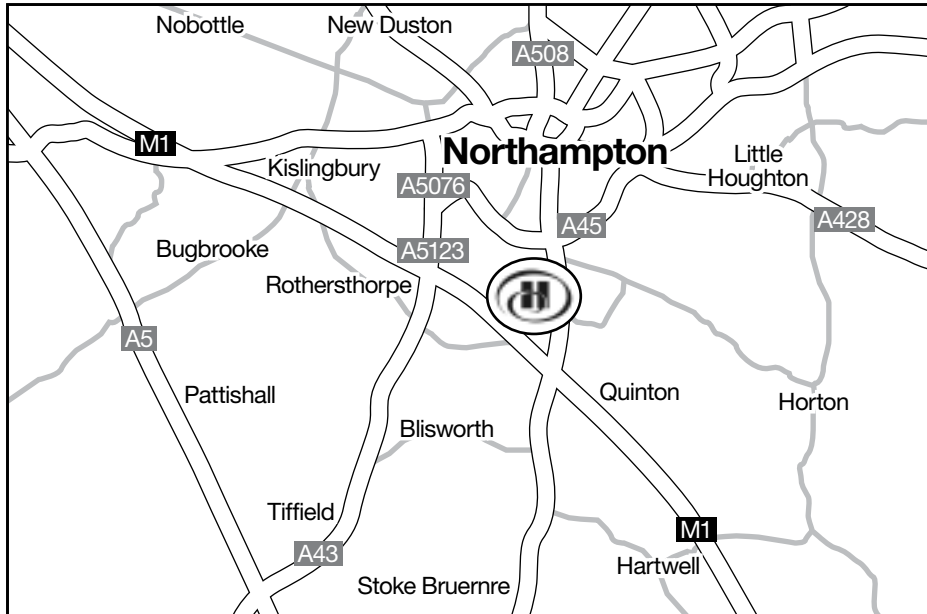 Nobottle
New Duston
A508
M1
Northampton
Kislingbury
Little
Houghton
A5076
A45
A428
Bugbrooke
A5123
Rothersthorpe
H
A5
Pattishall
Quinton
Horton
Blisworth
Tiffield
M1
A43
Hartwell
Stoke Bruernre